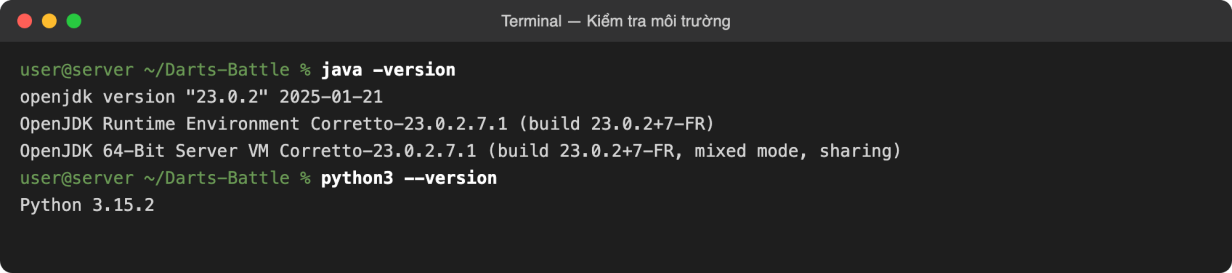 Terminal — Kiểm tra môi trường
user@server ~/Darts-Battle % java -version
openjdk version "23.0.2" 2025-01-21
OpenJDK Runtime Environment Corretto-23.0.2.7.1 (build 23.0.2+7-FR)
OpenJDK 64-Bit Server VM Corretto-23.0.2.7.1 (build 23.0.2+7-FR, mixed mode, sharing)
user@server ~/Darts-Battle % python3 --version
Python 3.15.2